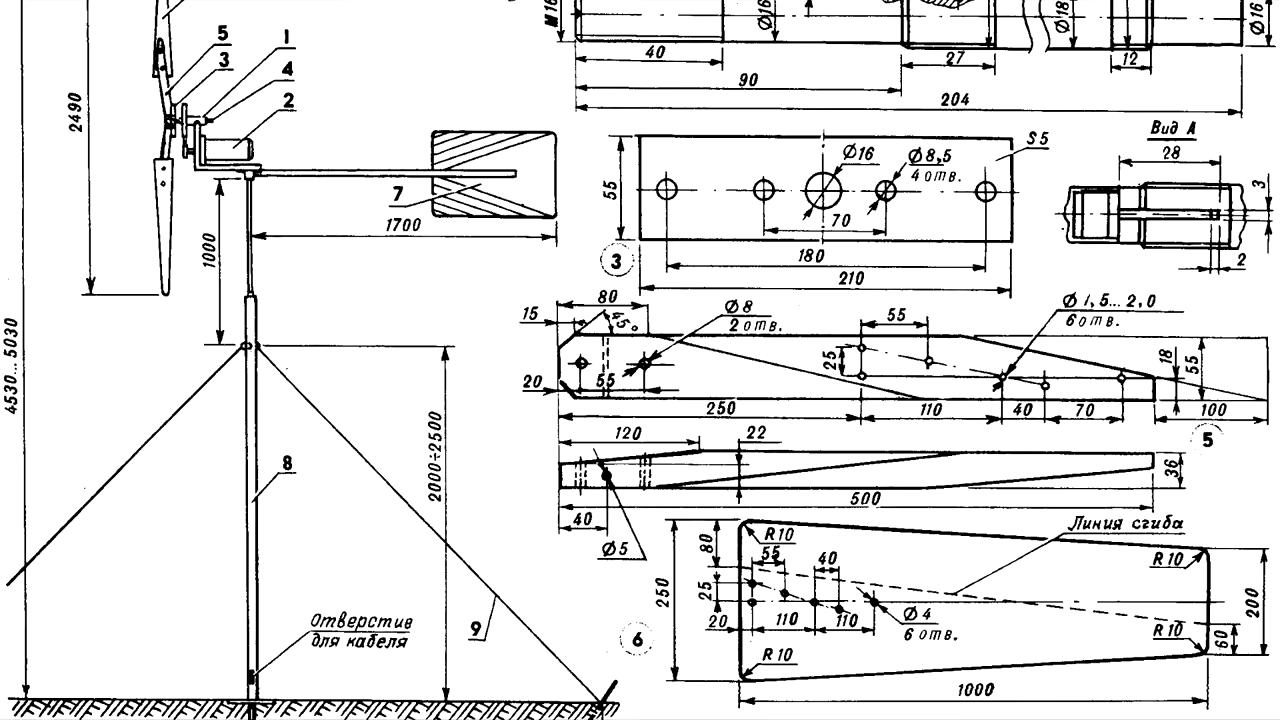 1
5
3
4
2
2490
7
1700
1000
4530...5030
2000÷2500
8
9
Отверстие
для кабеля
M16
Ø16
Ø18
Ø16
40
27
12
90
204
S5
Ø16
Ø8,5
4 отв.
55
70
180
210
3
Вид А
28
3
2
80
15
45°
Ø8
2 отв.
55
Ø1,5...2,0
6 отв.
25
18
55
20
55
250
110
40
70
100
5
120
22
36
500
40
Ø5
Линия сгиба
R10
R10
80
55
40
250
25
20
110
110
Ø4
6 отв.
200
60
R10
R10
6
1000